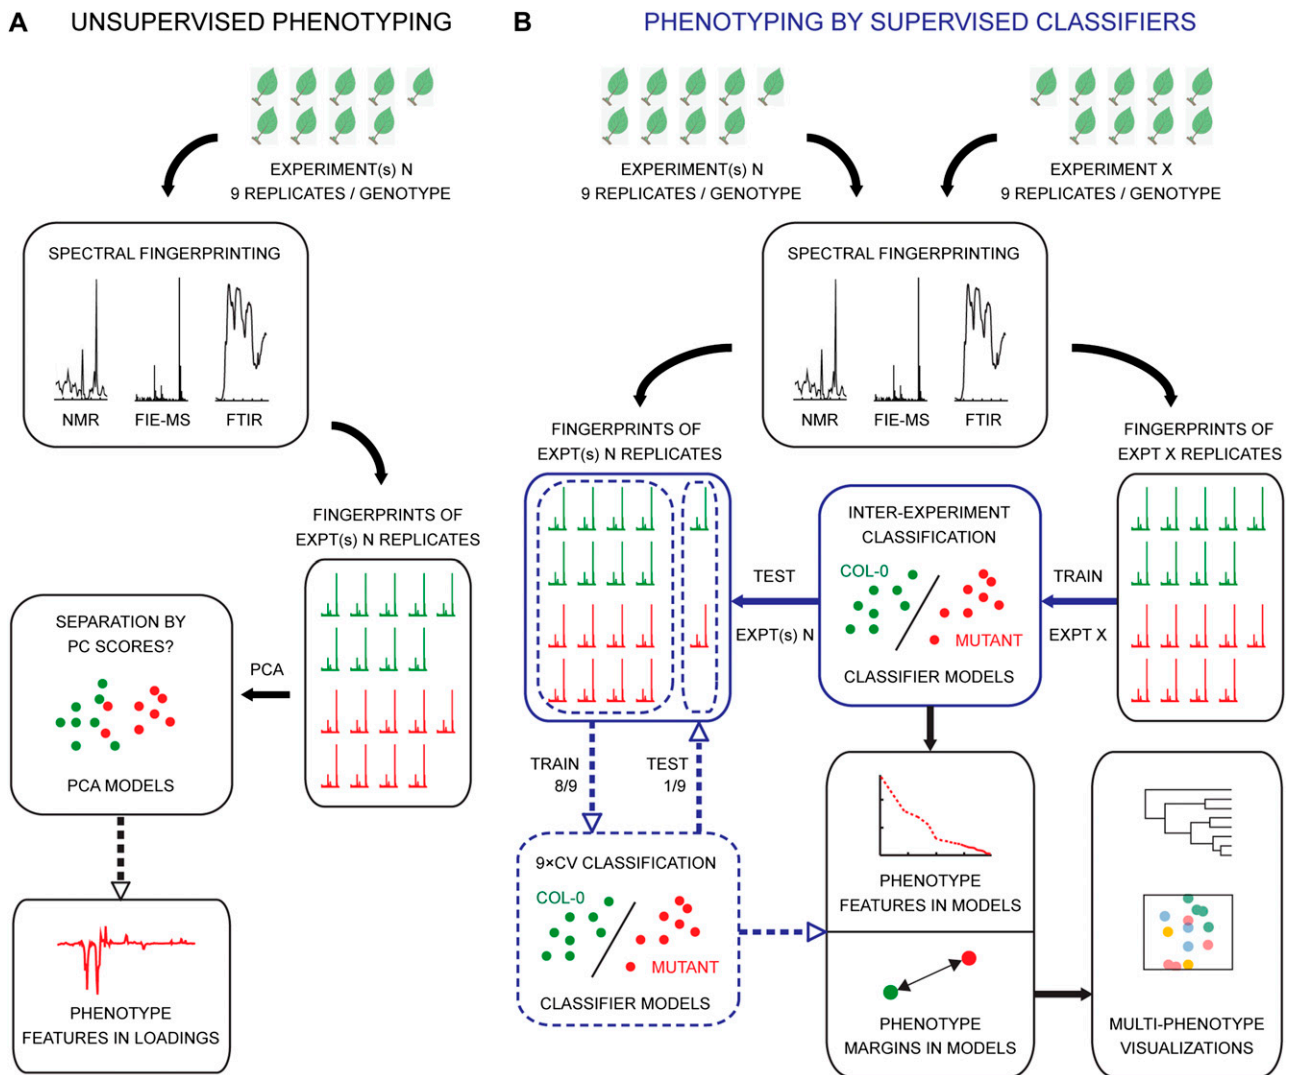 A UNSUPERVISED PHENOTYPING
EXPERIMENT(s) N
9 REPLICATES / GENOTYPE
SPECTRAL FINGERPRINTING
NMR FIE-MS FTIR
FINGERPRINTS OF
EXPT(s) N REPLICATES
PCA
SEPARATION BY
PC SCORES?
PCA MODELS
PHENOTYPE
FEATURES IN LOADINGS
B PHENOTYPING BY SUPERVISED CLASSIFIERS
EXPERIMENT(s) N
9 REPLICATES / GENOTYPE
EXPERIMENT X
9 REPLICATES / GENOTYPE
SPECTRAL FINGERPRINTING
NMR FIE-MS FTIR
FINGERPRINTS OF
EXPT(s) N REPLICATES
FINGERPRINTS OF
EXPT X REPLICATES
INTER-EXPERIMENT
CLASSIFICATION
COL-0
MUTANT
CLASSIFIER MODELS
TEST
EXPT(s) N
TRAIN
EXPT X
TRAIN
8/9
TEST
1/9
9×CV CLASSIFICATION
COL-0
MUTANT
CLASSIFIER MODELS
PHENOTYPE
FEATURES IN MODELS
PHENOTYPE
MARGINS IN MODELS
MULTI-PHENOTYPE
VISUALIZATIONS